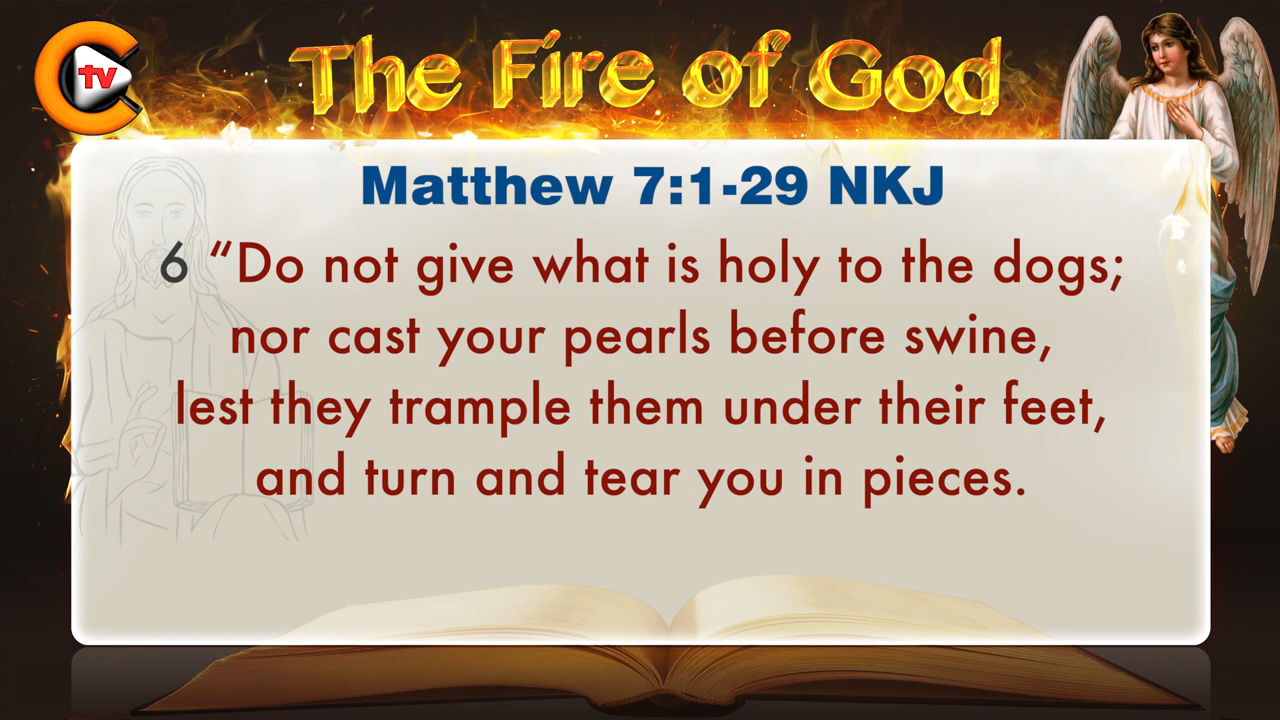 tv
The Fire of God
Matthew 7:1-29 NKJ
6 “Do not give what is holy to the dogs;
nor cast your pearls before swine,
lest they trample them under their feet,
and turn and tear you in pieces.